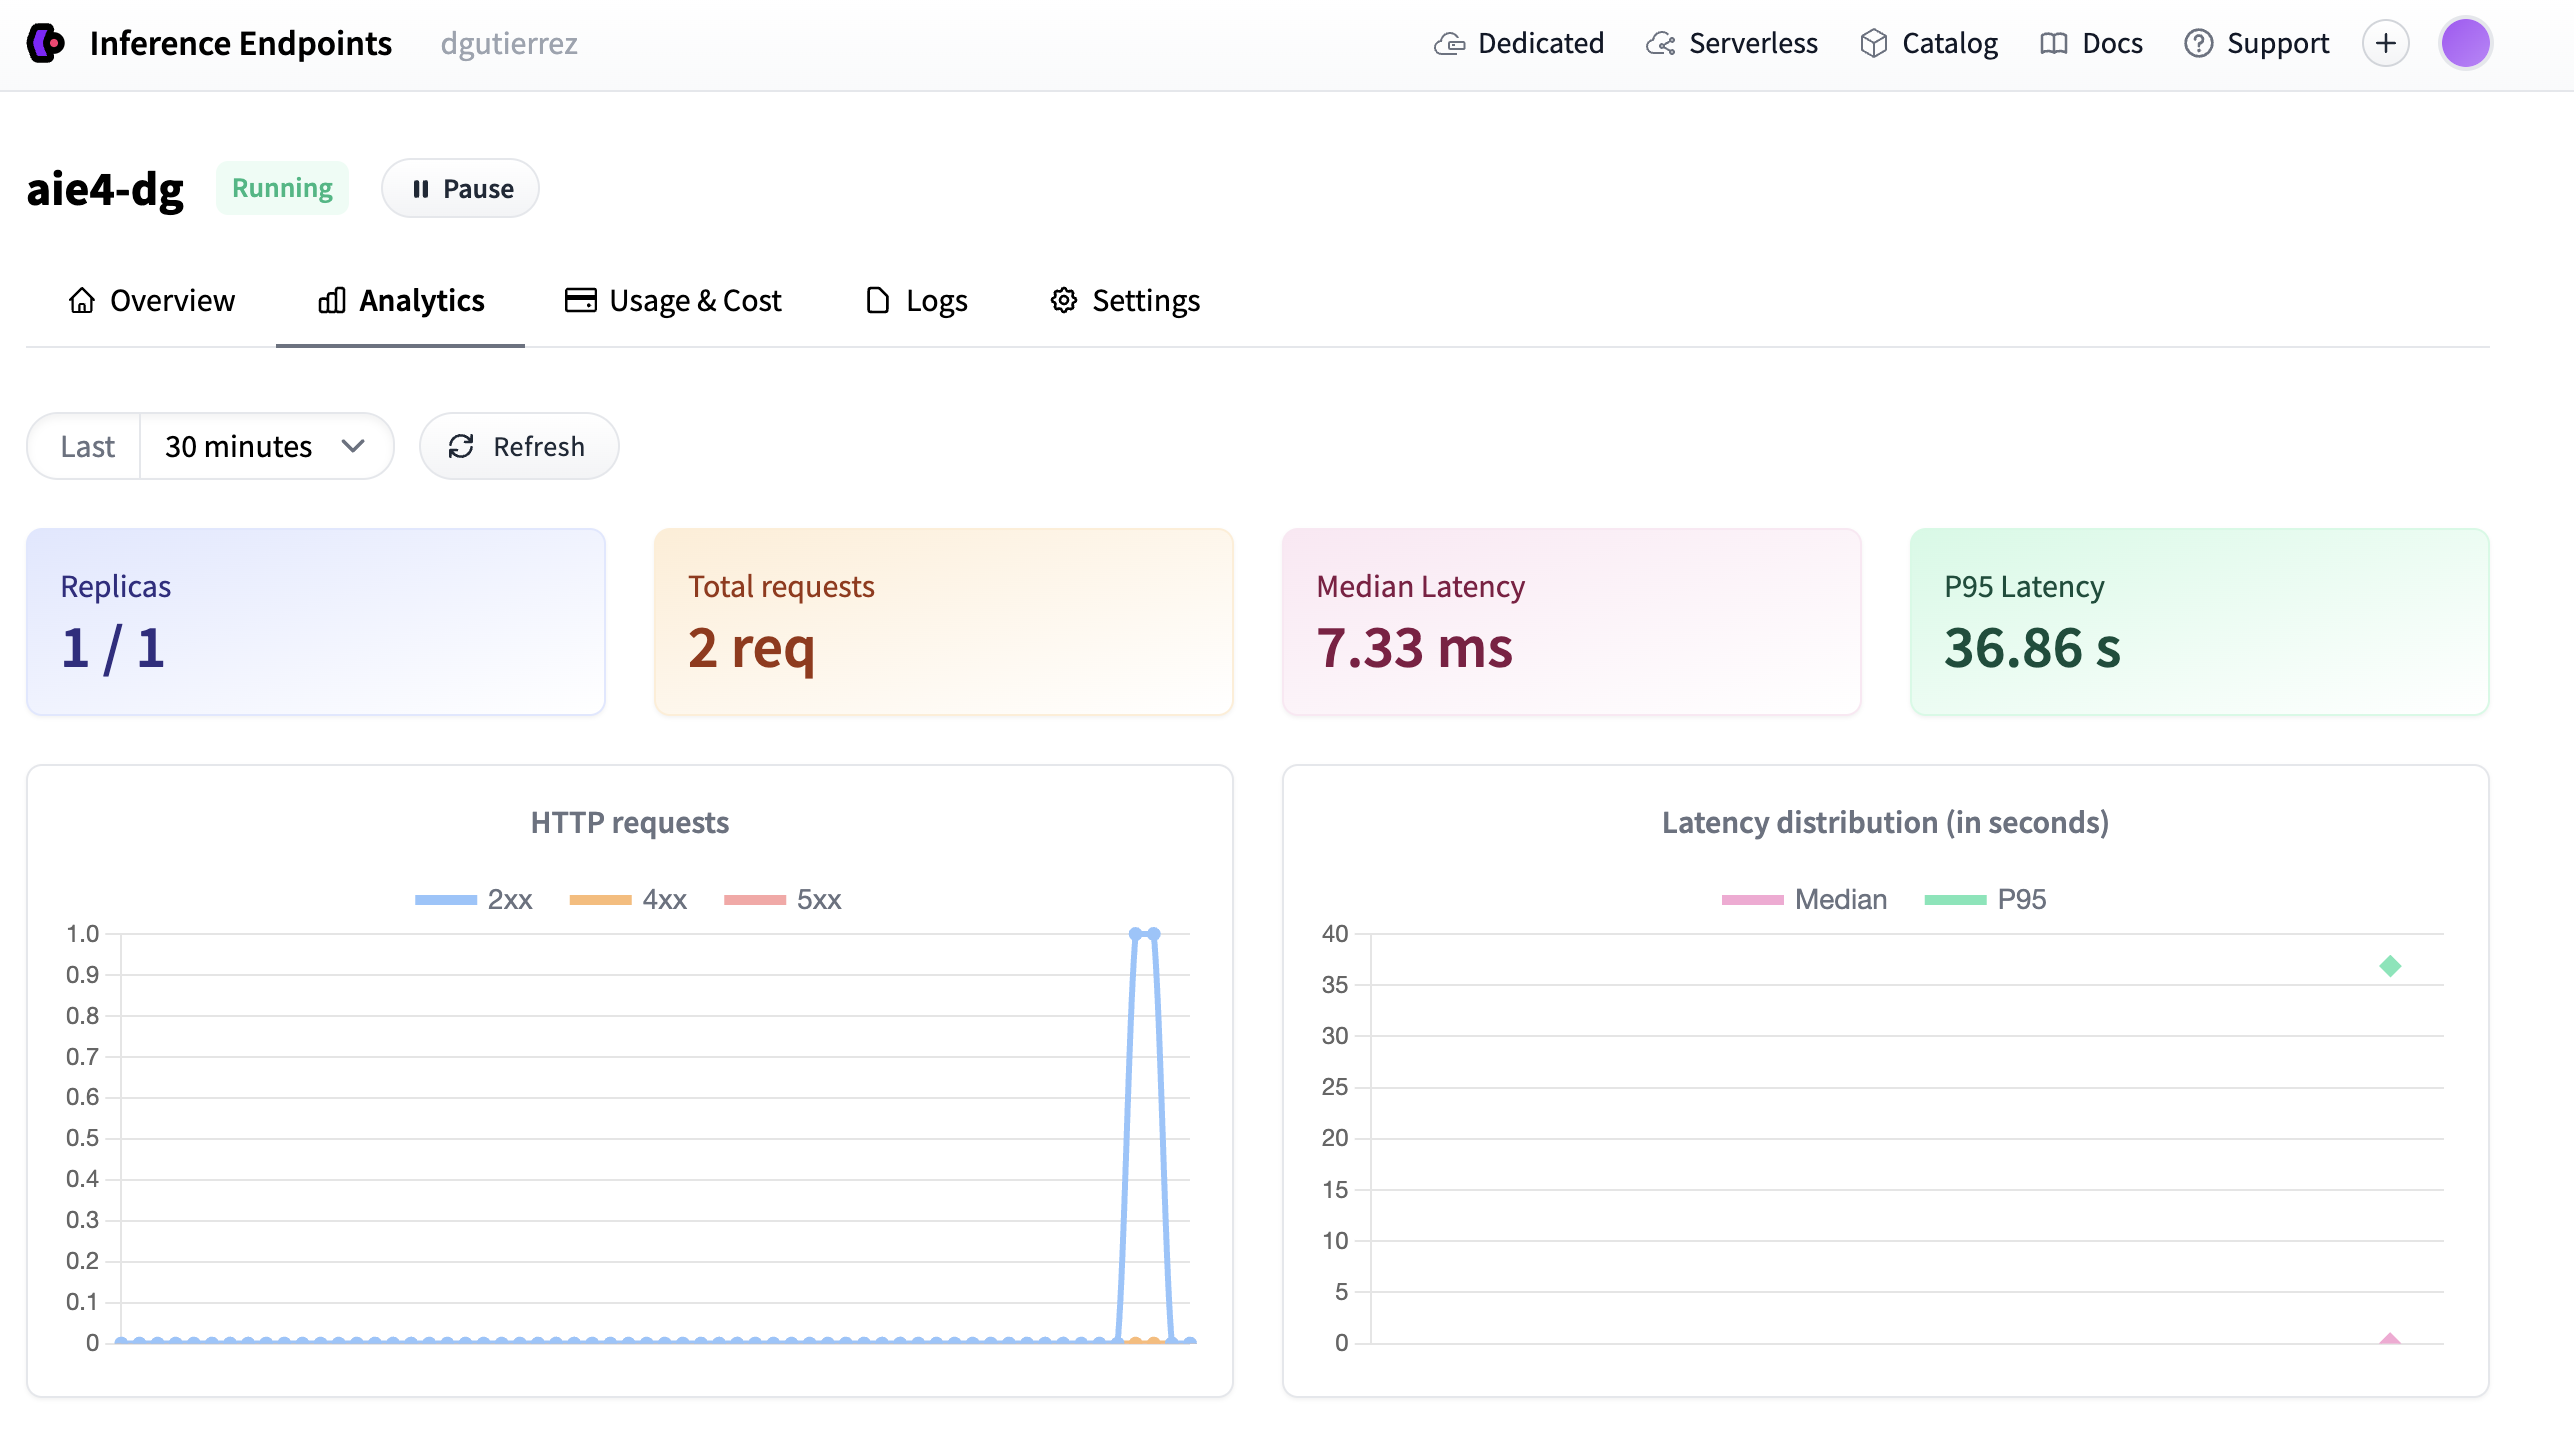 Inference Endpoints dgutierrez Dedicated Serverless Catalog Docs Support
aie4-dg Running Pause
Overview Analytics Usage & Cost Logs Settings
Last 30 minutes Refresh
Replicas
1 / 1
Total requests
2 req
Median Latency
7.33 ms
P95 Latency
36.86 s
HTTP requests
2xx 4xx 5xx
1.0
0.9
0.8
0.7
0.6
0.5
0.4
0.3
0.2
0.1
0
Latency distribution (in seconds)
Median P95
40
35
30
25
20
15
10
5
0